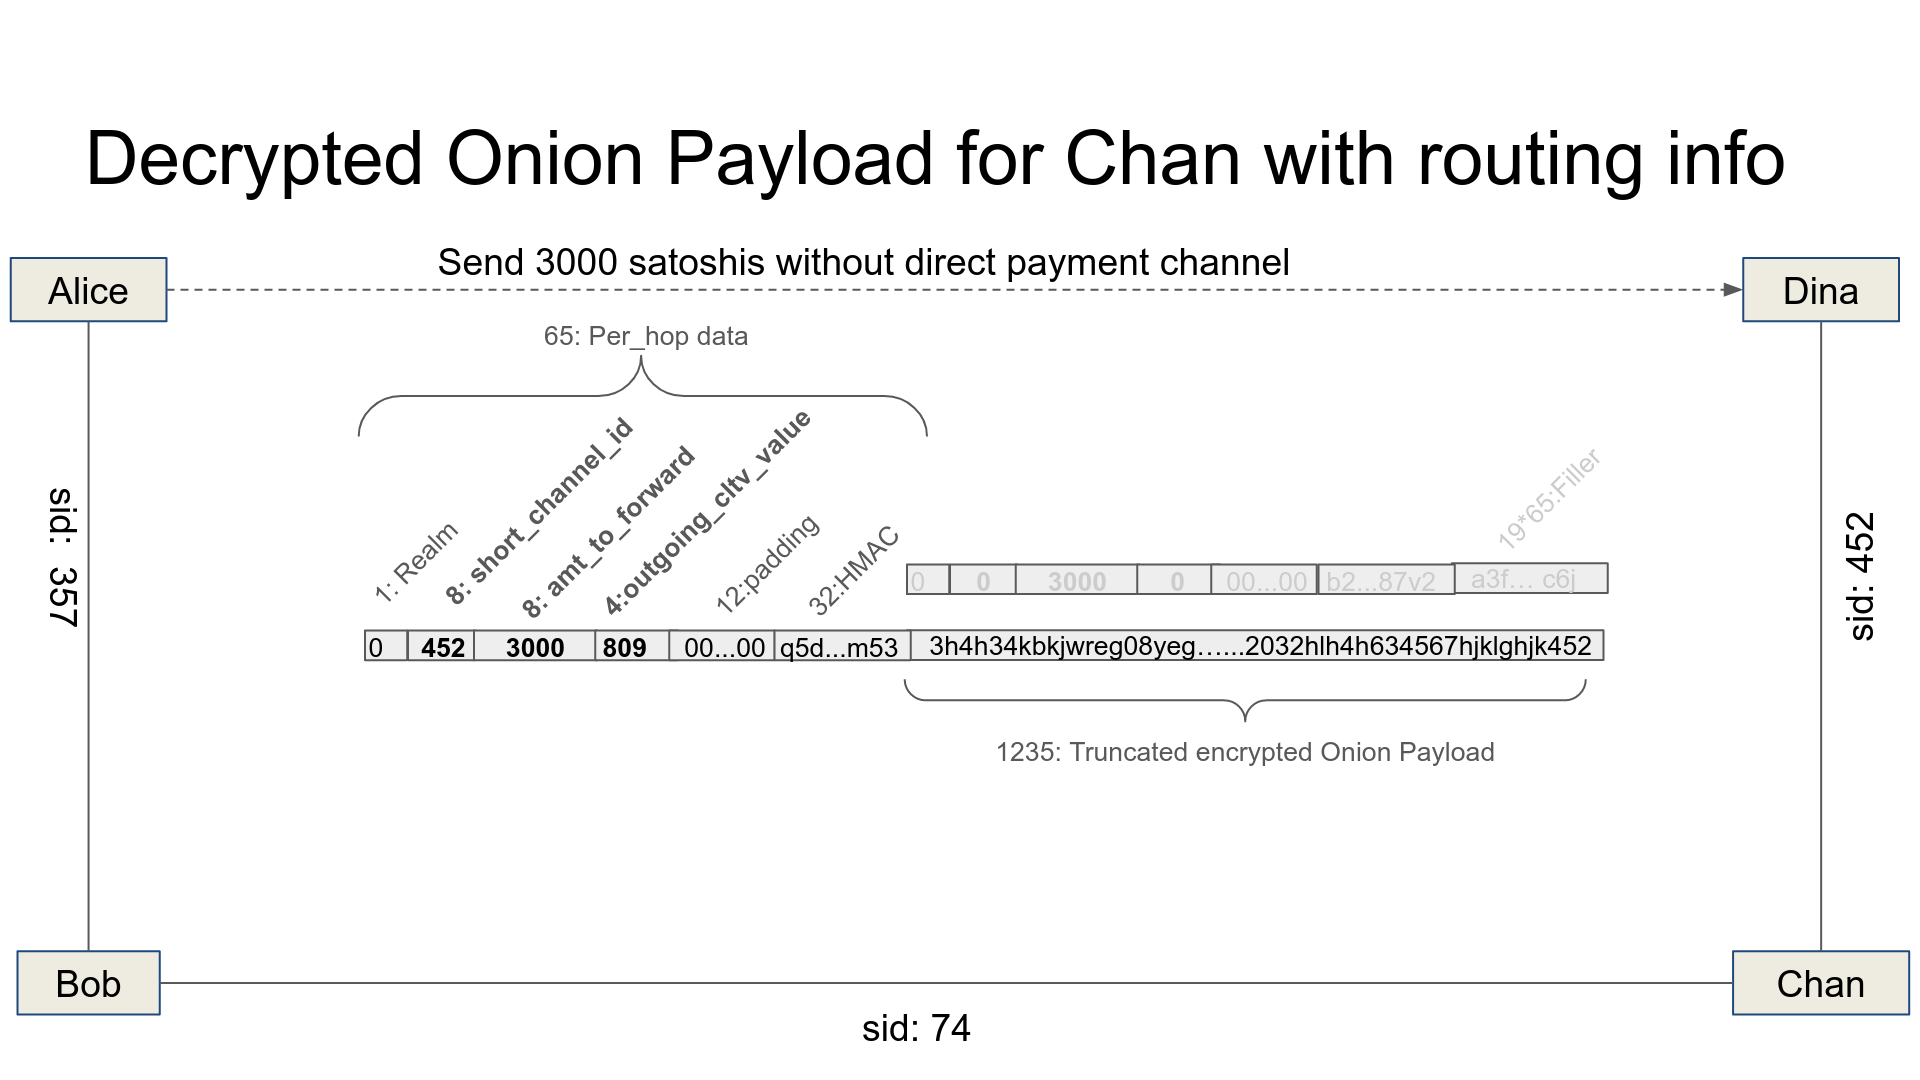 Decrypted Onion Payload for Chan with routing info
Send 3000 satoshis without direct payment channel
Alice
Dina
65: Per_hop data
1: Realm
8: short_channel_id
8: amt_to_forward
4:outgoing_cltv_value
12:padding
32:HMAC
19*65:Filler
0 0 3000 0 00...00 b2...87v2 a3f… c6j
0 452 3000 809 00...00 q5d...m53 3h4h34kbkjwreg08yeg…...2032hlh4h634567hjklghjk452
1235: Truncated encrypted Onion Payload
sid: 357
sid: 452
Bob
Chan
sid: 74